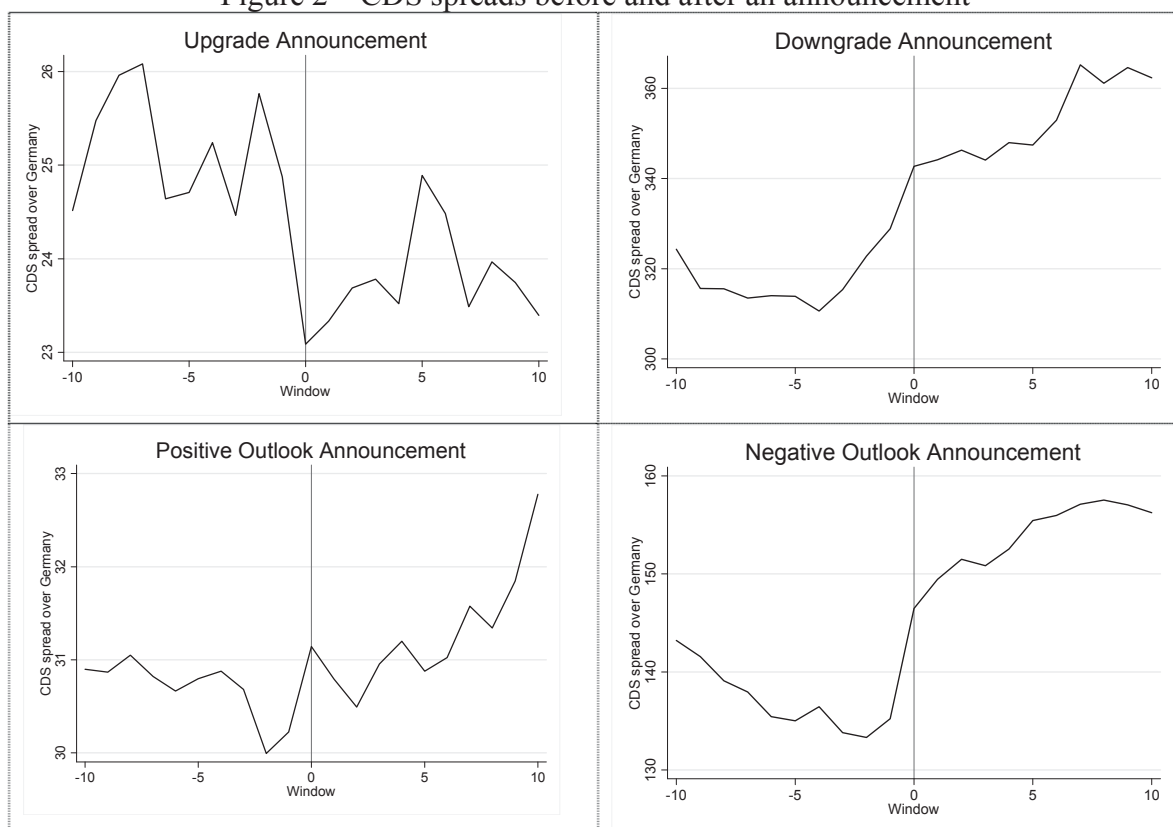 Figure 2 – CDS spreads before and after an announcement
Upgrade Announcement
CDS spread over Germany
26
25
24
23
-10
-5
0
5
10
Window
Downgrade Announcement
CDS spread over Germany
360
340
320
300
-10
-5
0
5
10
Window
Positive Outlook Announcement
CDS spread over Germany
33
32
31
30
-10
-5
0
5
10
Window
Negative Outlook Announcement
CDS spread over Germany
160
150
140
130
-10
-5
0
5
10
Window